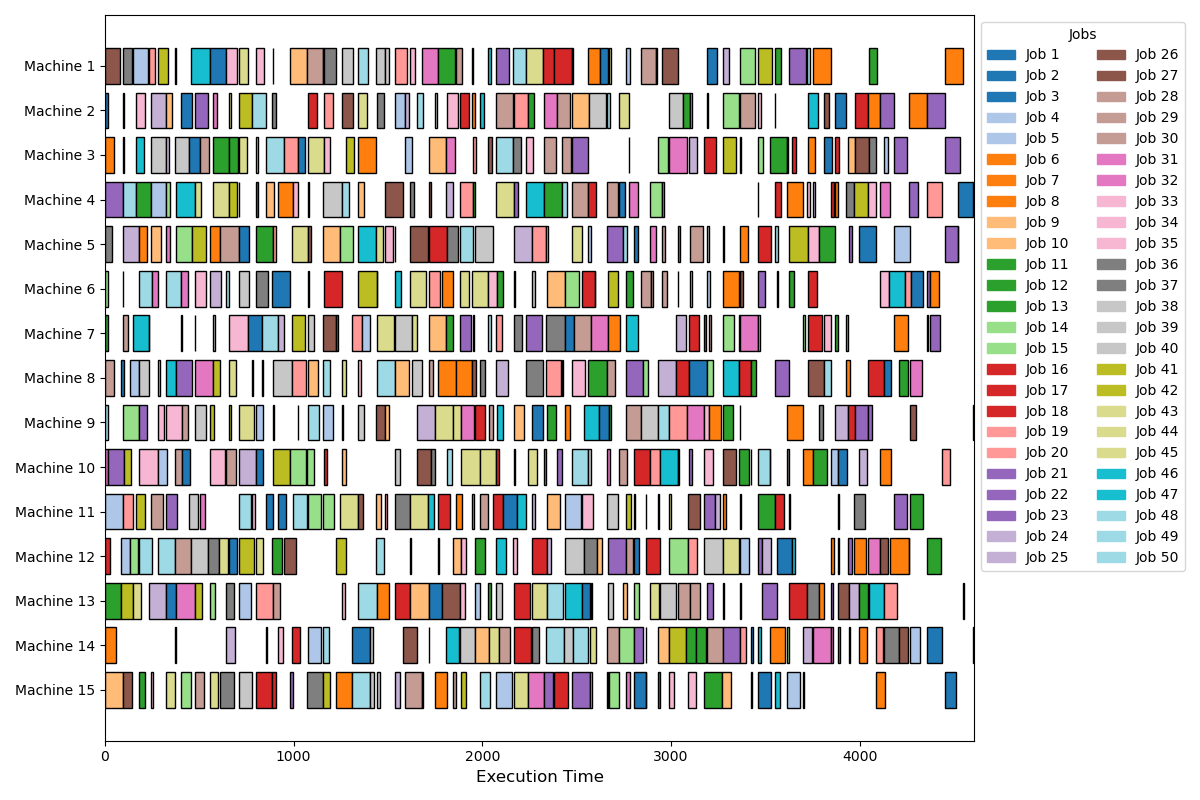 Machine 1
Machine 2
Machine 3
Machine 4
Machine 5
Machine 6
Machine 7
Machine 8
Machine 9
Machine 10
Machine 11
Machine 12
Machine 13
Machine 14
Machine 15
0 1000 2000 3000 4000
Execution Time
Jobs
Job 1
Job 2
Job 3
Job 4
Job 5
Job 6
Job 7
Job 8
Job 9
Job 10
Job 11
Job 12
Job 13
Job 14
Job 15
Job 16
Job 17
Job 18
Job 19
Job 20
Job 21
Job 22
Job 23
Job 24
Job 25
Job 26
Job 27
Job 28
Job 29
Job 30
Job 31
Job 32
Job 33
Job 34
Job 35
Job 36
Job 37
Job 38
Job 39
Job 40
Job 41
Job 42
Job 43
Job 44
Job 45
Job 46
Job 47
Job 48
Job 49
Job 50